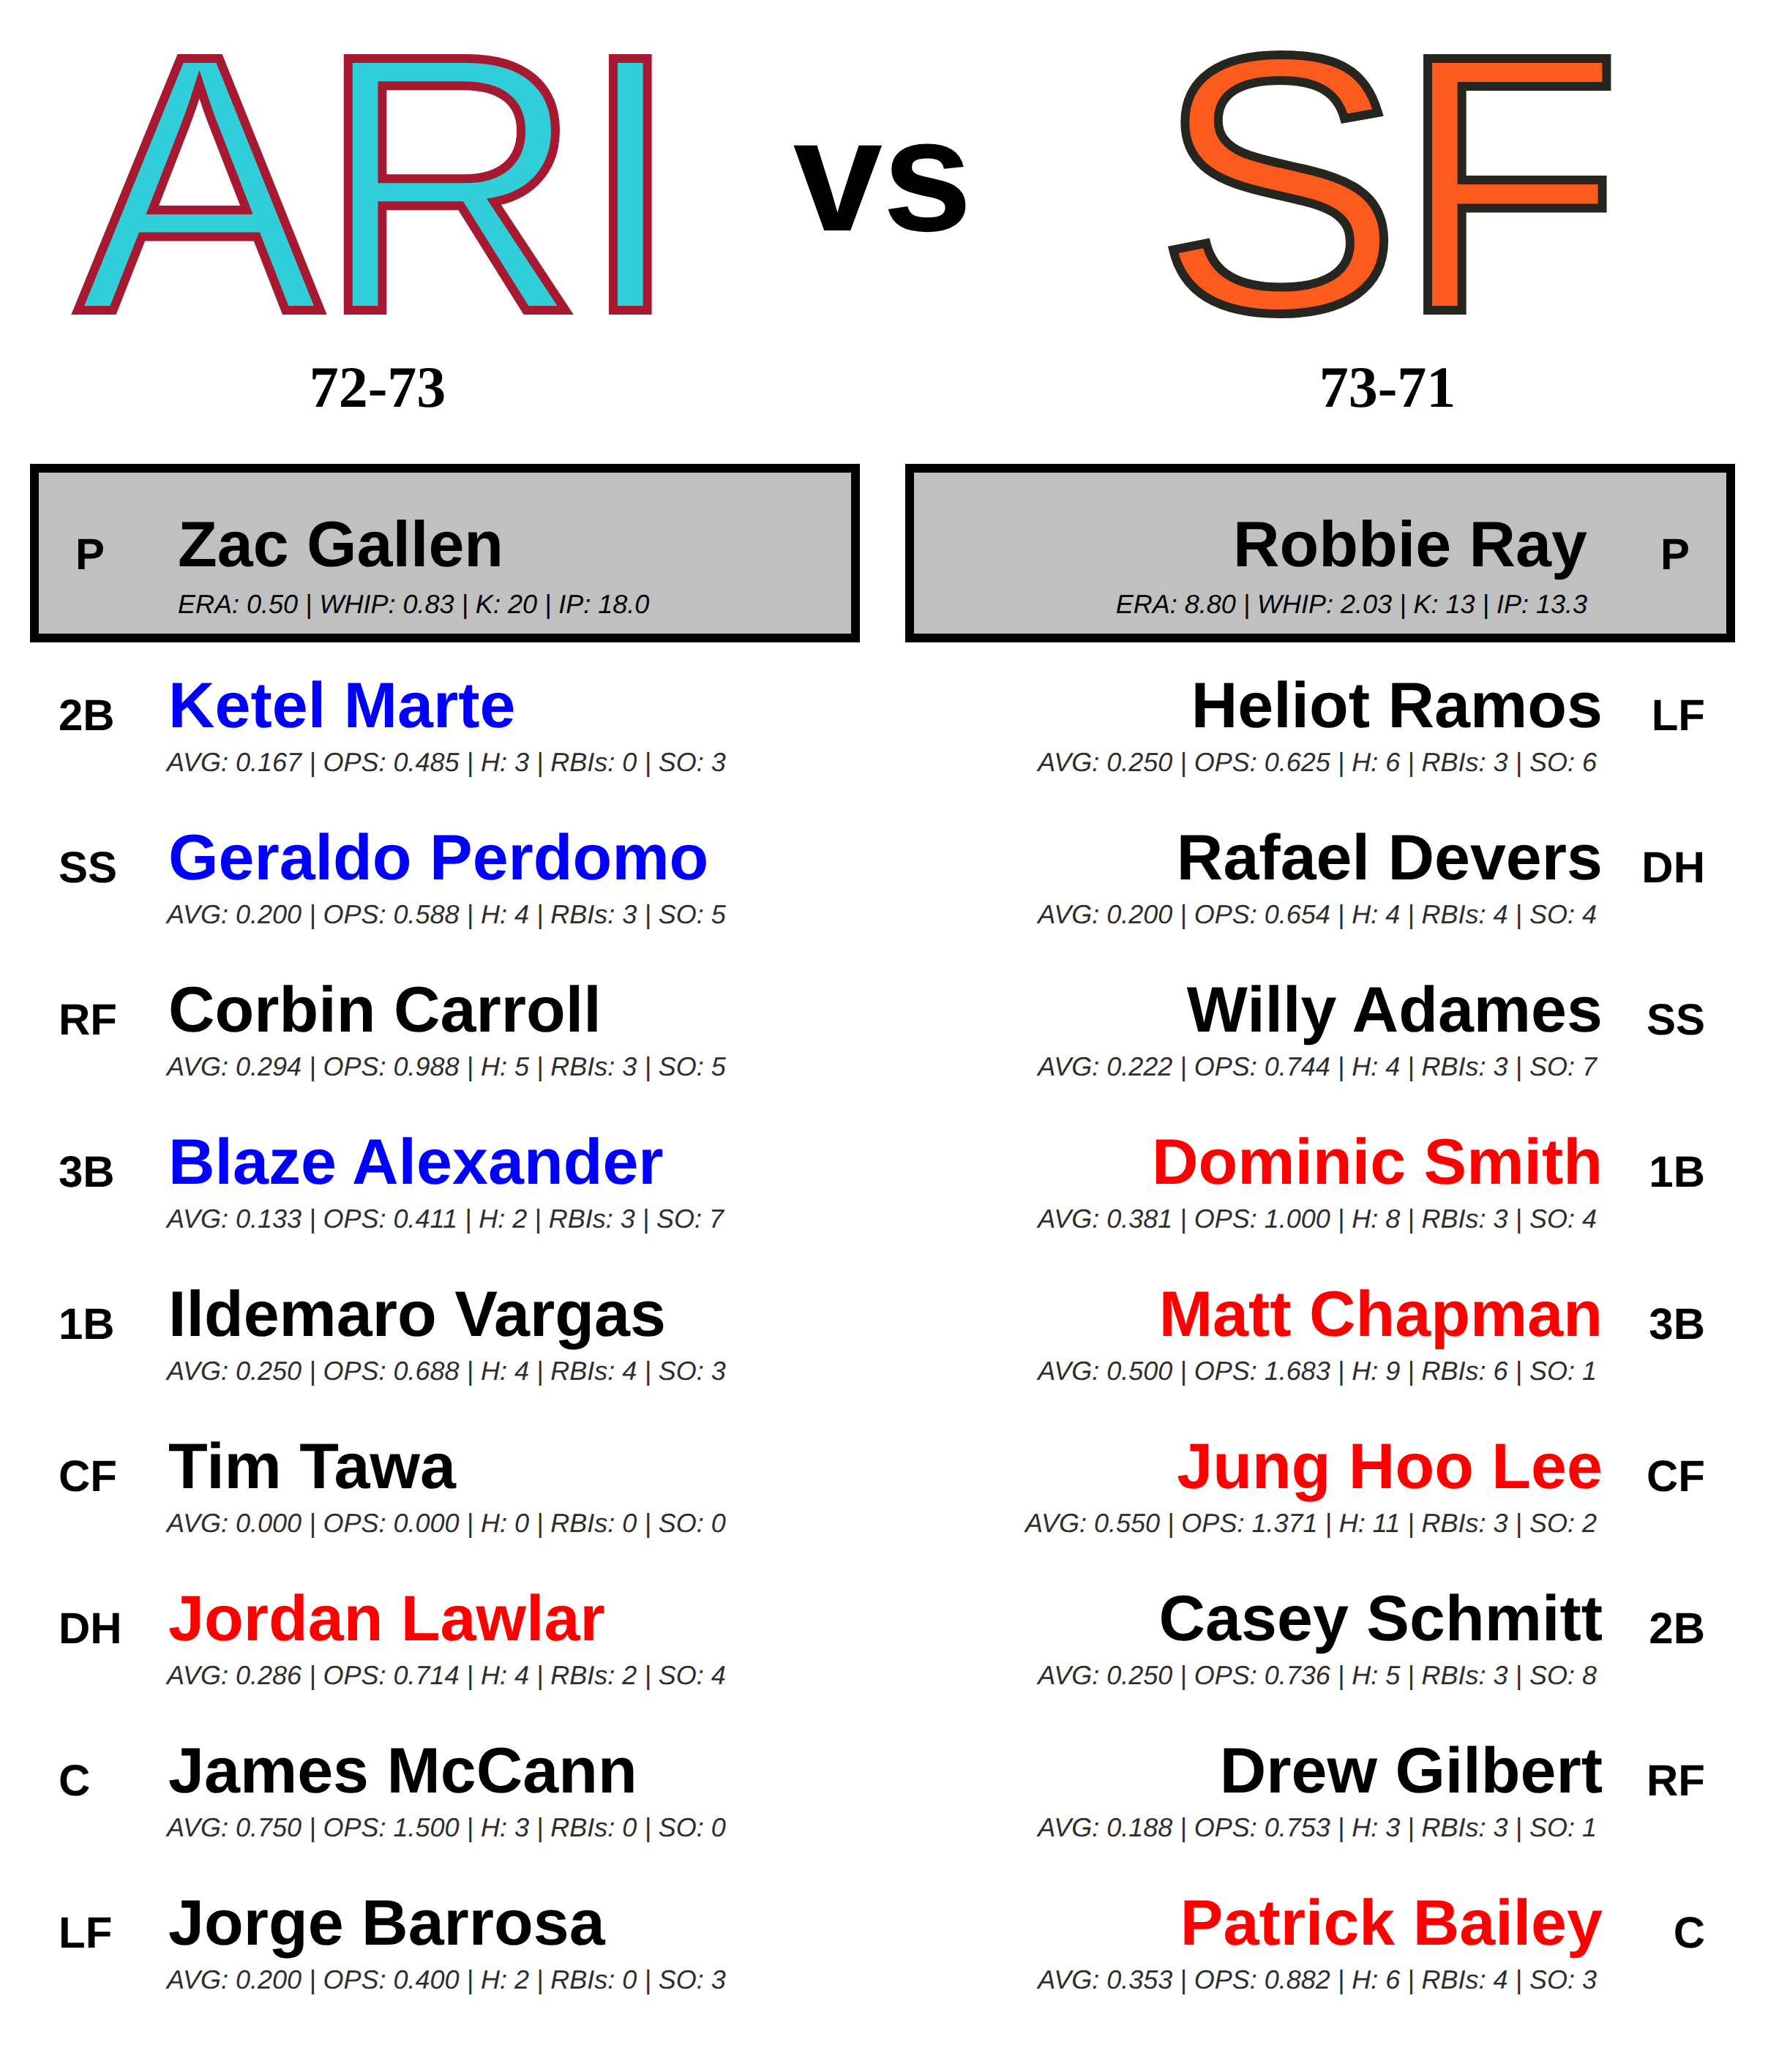 ARI vs SF
72-73 73-71
P Zac Gallen Robbie Ray P
ERA: 0.50 | WHIP: 0.83 | K: 20 | IP: 18.0 ERA: 8.80 | WHIP: 2.03 | K: 13 | IP: 13.3
2B Ketel Marte Heliot Ramos LF
AVG: 0.167 | OPS: 0.485 | H: 3 | RBIs: 0 | SO: 3 AVG: 0.250 | OPS: 0.625 | H: 6 | RBIs: 3 | SO: 6
SS Geraldo Perdomo Rafael Devers DH
AVG: 0.200 | OPS: 0.588 | H: 4 | RBIs: 3 | SO: 5 AVG: 0.200 | OPS: 0.654 | H: 4 | RBIs: 4 | SO: 4
RF Corbin Carroll Willy Adames SS
AVG: 0.294 | OPS: 0.988 | H: 5 | RBIs: 3 | SO: 5 AVG: 0.222 | OPS: 0.744 | H: 4 | RBIs: 3 | SO: 7
3B Blaze Alexander Dominic Smith 1B
AVG: 0.133 | OPS: 0.411 | H: 2 | RBIs: 3 | SO: 7 AVG: 0.381 | OPS: 1.000 | H: 8 | RBIs: 3 | SO: 4
1B Ildemaro Vargas Matt Chapman 3B
AVG: 0.250 | OPS: 0.688 | H: 4 | RBIs: 4 | SO: 3 AVG: 0.500 | OPS: 1.683 | H: 9 | RBIs: 6 | SO: 1
CF Tim Tawa Jung Hoo Lee CF
AVG: 0.000 | OPS: 0.000 | H: 0 | RBIs: 0 | SO: 0 AVG: 0.550 | OPS: 1.371 | H: 11 | RBIs: 3 | SO: 2
DH Jordan Lawlar Casey Schmitt 2B
AVG: 0.286 | OPS: 0.714 | H: 4 | RBIs: 2 | SO: 4 AVG: 0.250 | OPS: 0.736 | H: 5 | RBIs: 3 | SO: 8
C James McCann Drew Gilbert RF
AVG: 0.750 | OPS: 1.500 | H: 3 | RBIs: 0 | SO: 0 AVG: 0.188 | OPS: 0.753 | H: 3 | RBIs: 3 | SO: 1
LF Jorge Barrosa Patrick Bailey C
AVG: 0.200 | OPS: 0.400 | H: 2 | RBIs: 0 | SO: 3 AVG: 0.353 | OPS: 0.882 | H: 6 | RBIs: 4 | SO: 3